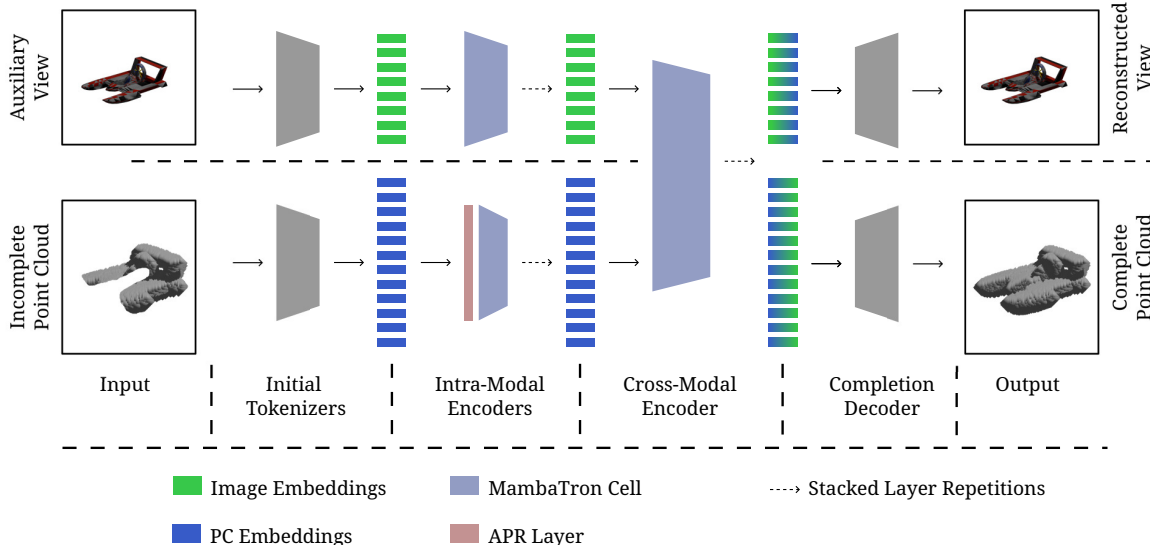 Auxiliary
View
Reconstructed
View
Incomplete
Point Cloud
Complete
Point Cloud
Input
Initial
Tokenizers
Intra-Modal
Encoders
Cross-Modal
Encoder
Completion
Decoder
Output
Image Embeddings
MambaTron Cell
Stacked Layer Repetitions
PC Embeddings
APR Layer